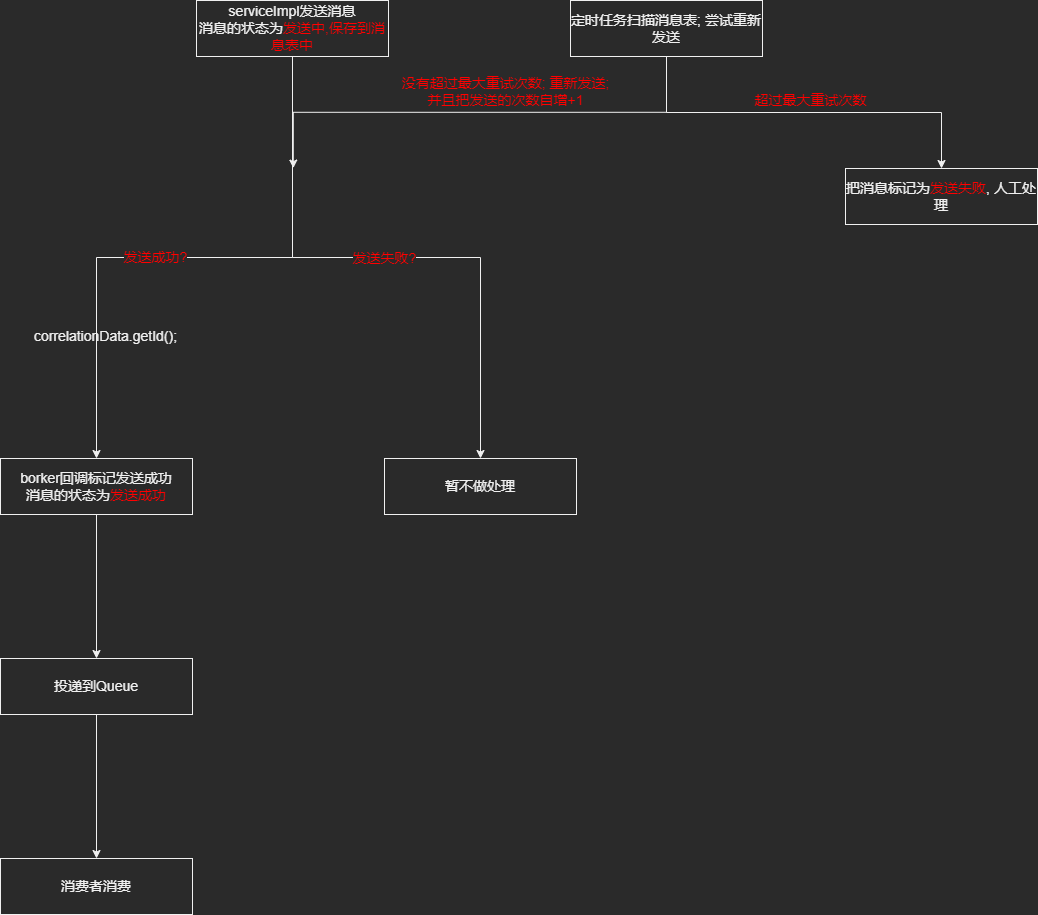 serviceImpl发送消息
消息的状态为发送中,保存到消
息表中
定时任务扫描消息表; 尝试重新
发送
没有超过最大重试次数; 重新发送;
并且把发送的次数自增+1
超过最大重试次数
把消息标记为发送失败, 人工处
理
发送成功?
发送失败?
correlationData.getId();
borker回调标记发送成功
消息的状态为发送成功
暂不做处理
投递到Queue
消费者消费